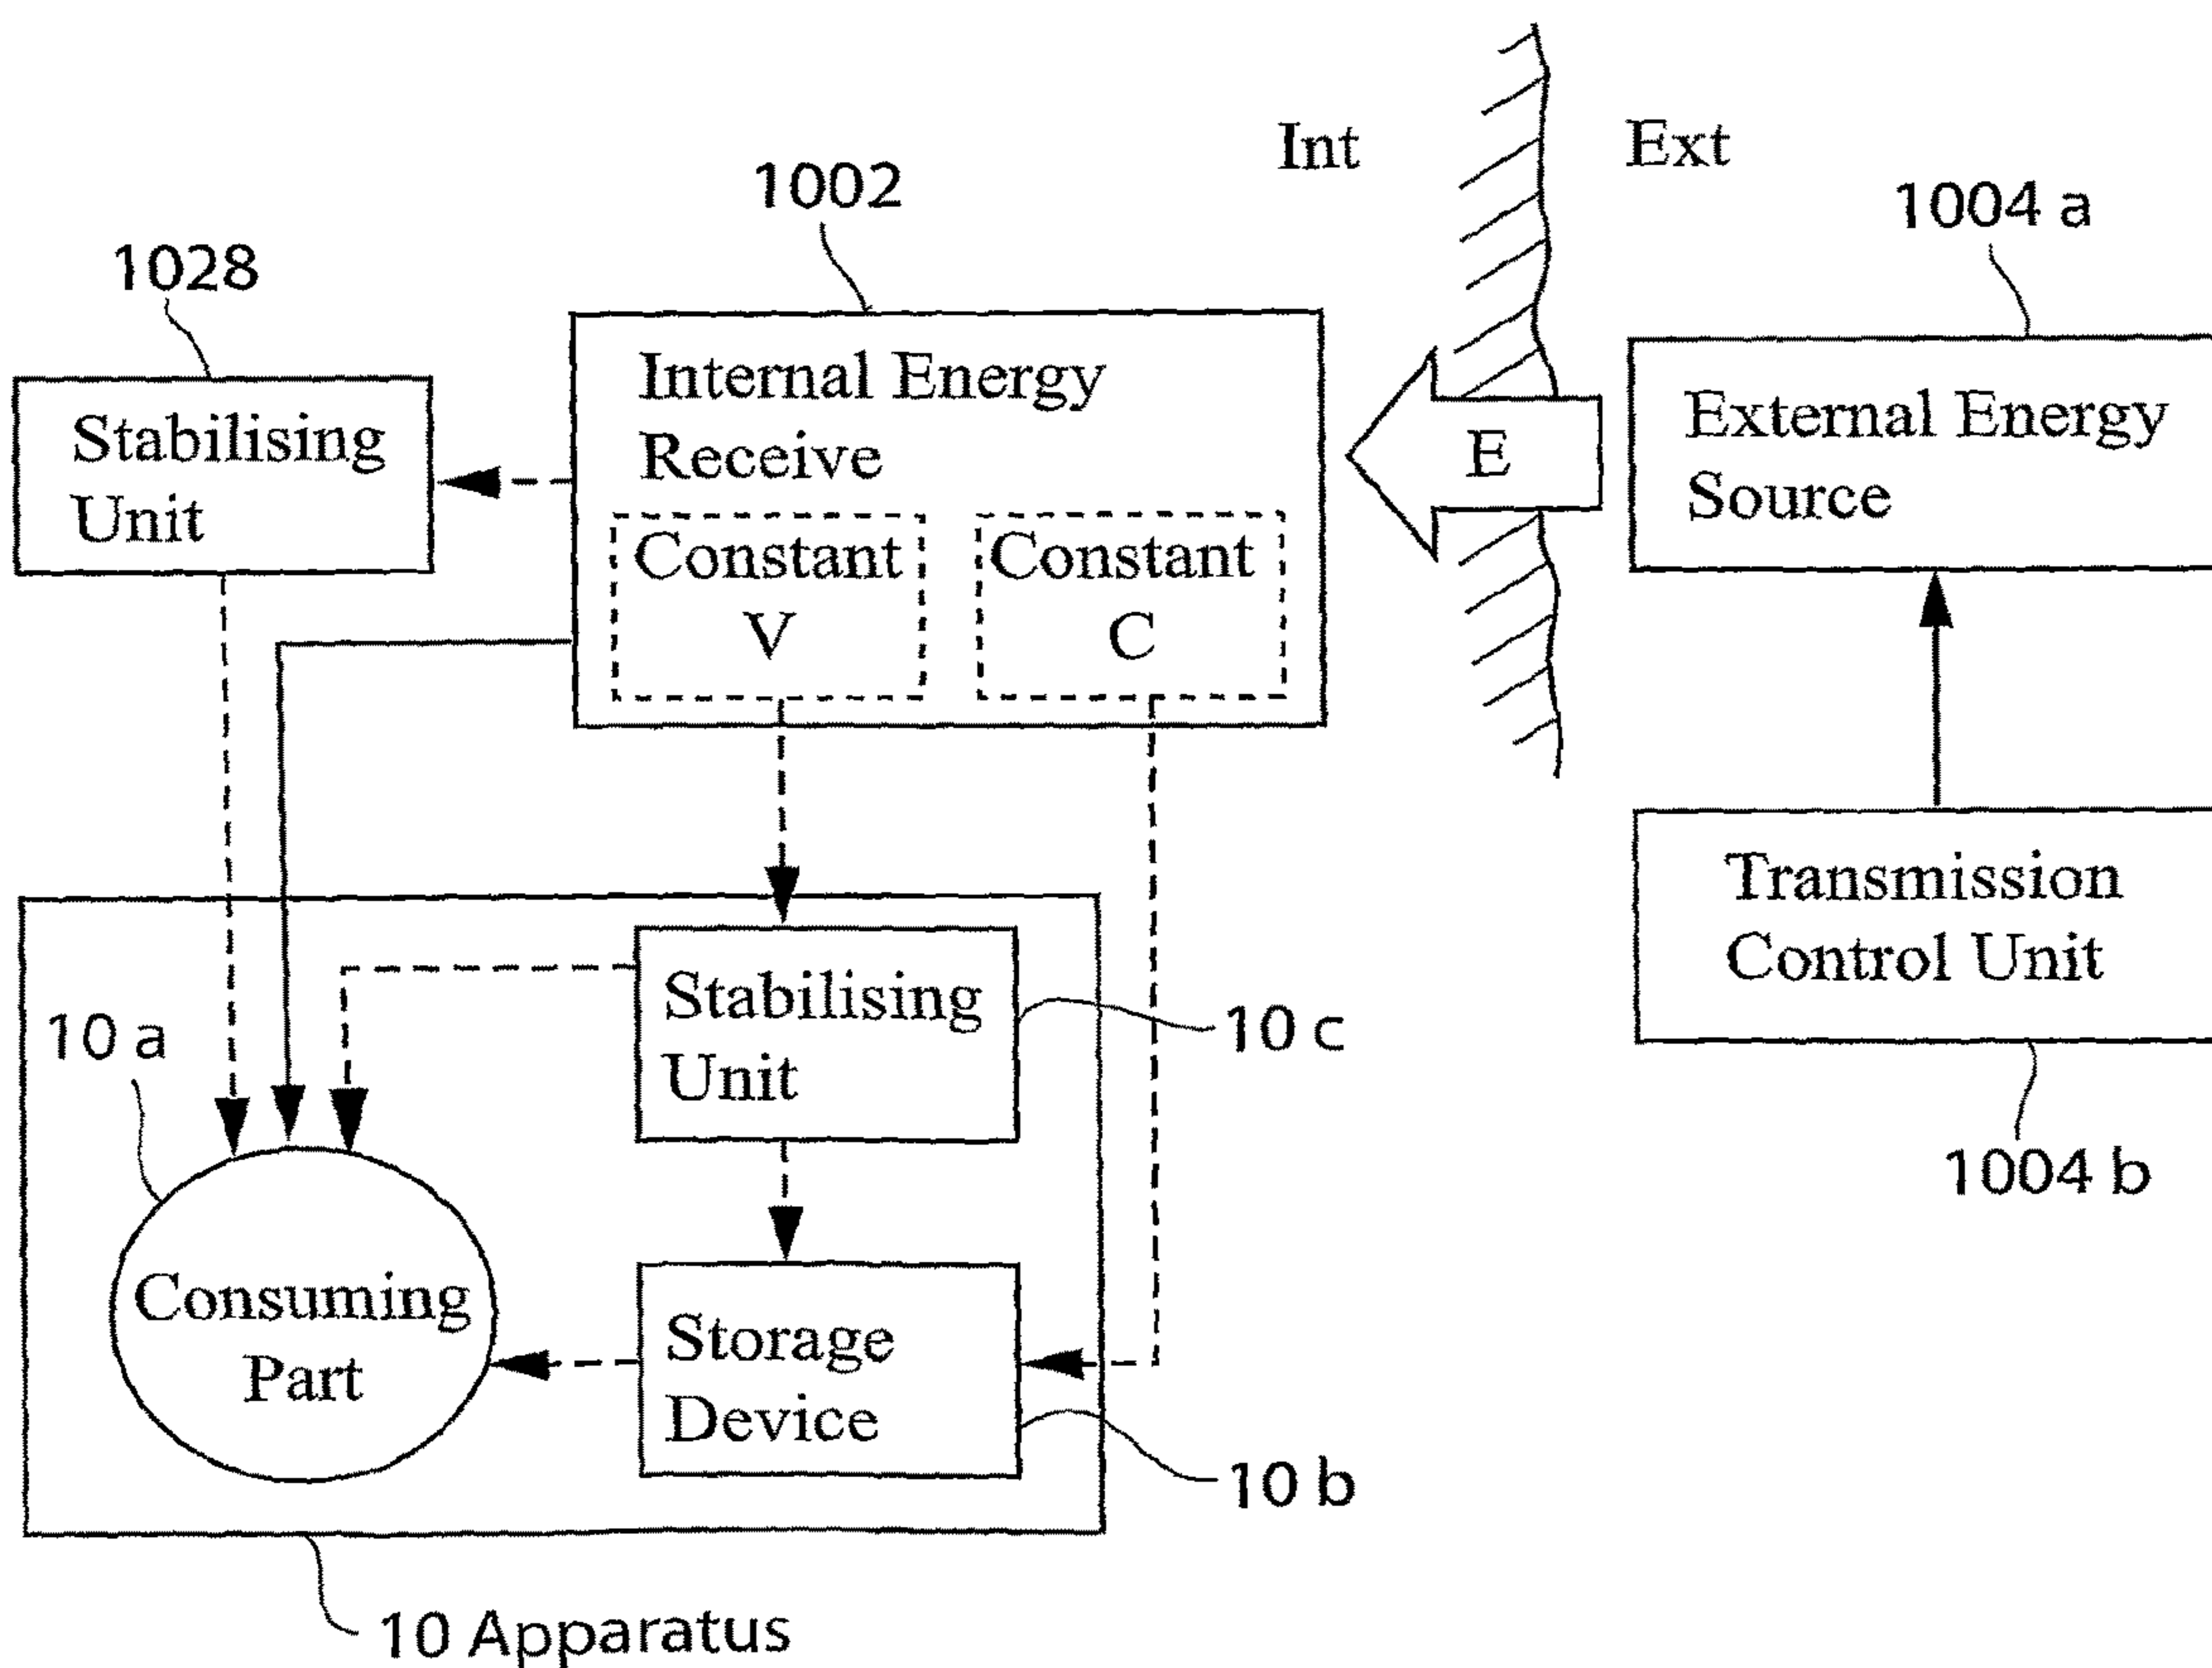 Int
Ext
1002
1004 a
1028
Internal Energy
Receive
Stabilising
Unit
External Energy
Source
E
Constant
V
Constant
C
Transmission
Control Unit
Stabilising
Unit
10 a
10 c
1004 b
Consuming
Part
Storage
Device
10 b
10 Apparatus